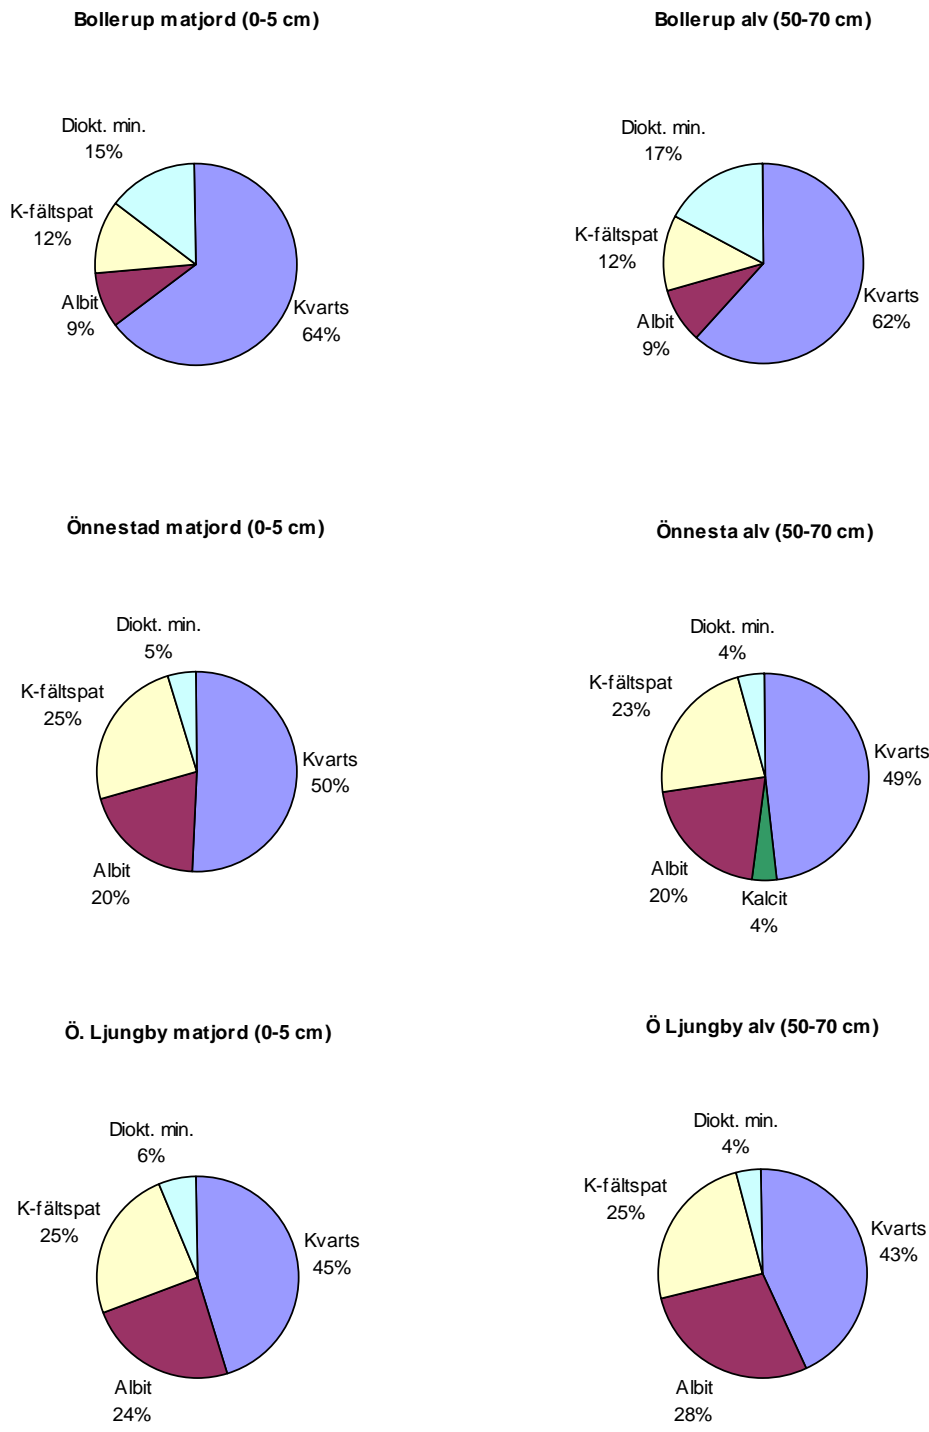 Bollerup matjord (0-5 cm)
Diokt. min.
15%
K-fältspat
12%
Albit
9%
Kvarts
64%
Bollerup alv (50-70 cm)
Diokt. min.
17%
K-fältspat
12%
Albit
9%
Kvarts
62%
Önnestad matjord (0-5 cm)
Diokt. min.
5%
K-fältspat
25%
Kvarts
50%
Albit
20%
Önnesta alv (50-70 cm)
Diokt. min.
4%
K-fältspat
23%
Kvarts
49%
Albit
20%
Kalcit
4%
Ö. Ljungby matjord (0-5 cm)
Diokt. min.
6%
K-fältspat
25%
Kvarts
45%
Albit
24%
Ö Ljungby alv (50-70 cm)
Diokt. min.
4%
K-fältspat
25%
Kvarts
43%
Albit
28%